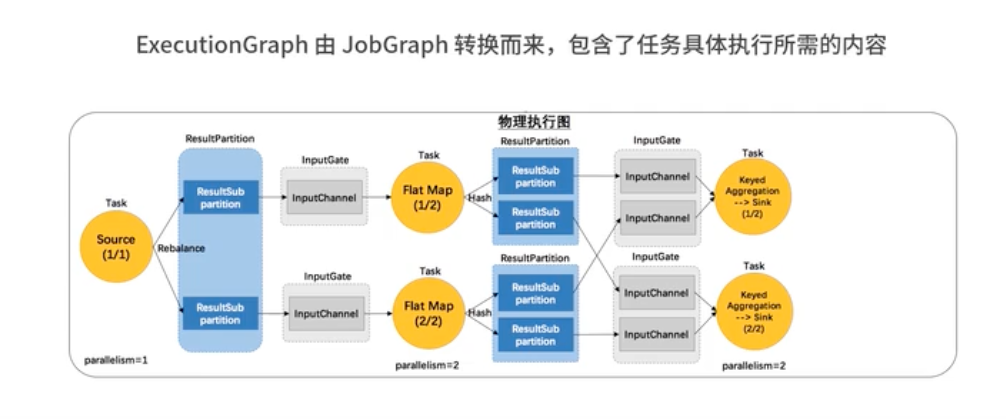 ExecutionGraph 由 JobGraph 转换而来，包含了任务具体执行所需的内容
物理执行图
ResultPartition
InputGate
Task
ResultPartition
InputGate
Task
ResultSub
partition
InputChannel
Flat Map
(1/2)
Hash
ResultSub
partition
ResultSub
partition
InputChannel
InputChannel
Keyed
Aggregation
--> Sink
(1/2)
Task
Source
(1/1)
Rebalance
ResultSub
partition
InputGate
InputChannel
Task
Flat Map
(2/2)
Hash
ResultPartition
ResultSub
partition
ResultSub
partition
InputGate
InputChannel
InputChannel
Task
Keyed
Aggregation
--> Sink
(2/2)
parallelism=1
parallelism=2
parallelism=2